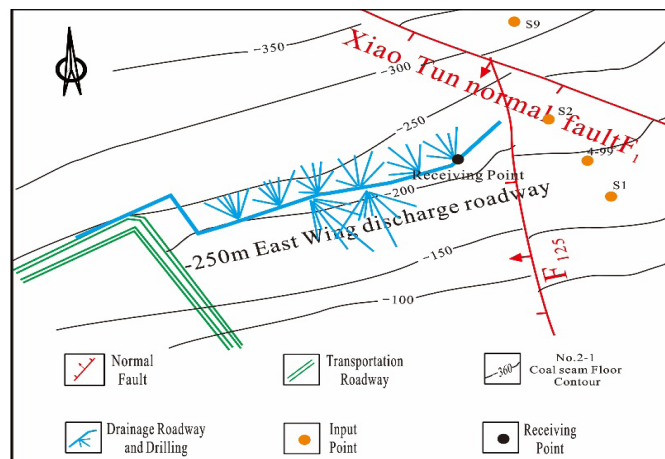 S9
-350
Xiao Tun normal fault F1
-300
S2
-250
4-99
Receiving Point
-200
S1
-250m East Wing discharge roadway
-150
F125
-100
Normal
Fault
Transportation
Roadway
-360
No.2-1
Coal seam Floor
Contour
Drainage Roadway
and Drilling
Input
Point
Receiving
Point